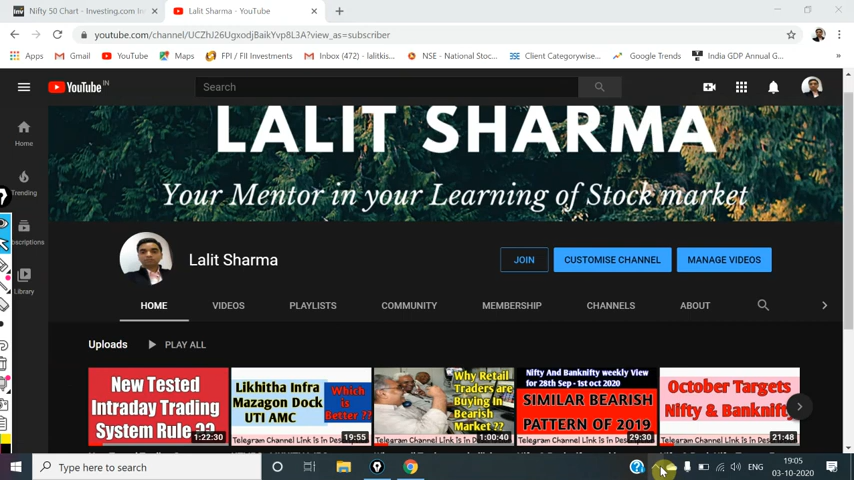 Nifty 50 Chart - Investing.com In
Lalit Sharma - YouTube
youtube.com/channel/UCZhJ26UgxodjBaikYvp8L3A?view_as=subscriber
Apps
Gmail
YouTube
Maps
FPI / FII Investments
Inbox (472) - lalitkis...
NSE - National Stoc...
Client Categorywise...
Google Trends
India GDP Annual G...
YouTube IN
Search
LALIT SHARMA
Your Mentor in your Learning of Stock market
Home
Trending
scriptions
Library
Lalit Sharma
JOIN
CUSTOMISE CHANNEL
MANAGE VIDEOS
HOME
VIDEOS
PLAYLISTS
COMMUNITY
MEMBERSHIP
CHANNELS
ABOUT
Uploads
PLAY ALL
New Tested
Intraday Trading
System Rule ??
1:22:30
Likhitha Infra
Mazagon Dock
UTI AMC
Which
is
Better ??
Telegram Channel Link Is in Des
19:55
Why Retail
Traders are
Buying in
Bearish
Market ??
1:00:40
Nifty And Banknifty weekly View
for 28th Sep - 1st oct 2020
SIMILAR BEARISH
PATTERN OF 2019
Telegram Channel Link Is in Des
29:30
October Targets
Nifty & Banknifty
Telegram Channel Link Is in Des
21:48
Type here to search
ENG
19:05
03-10-2020